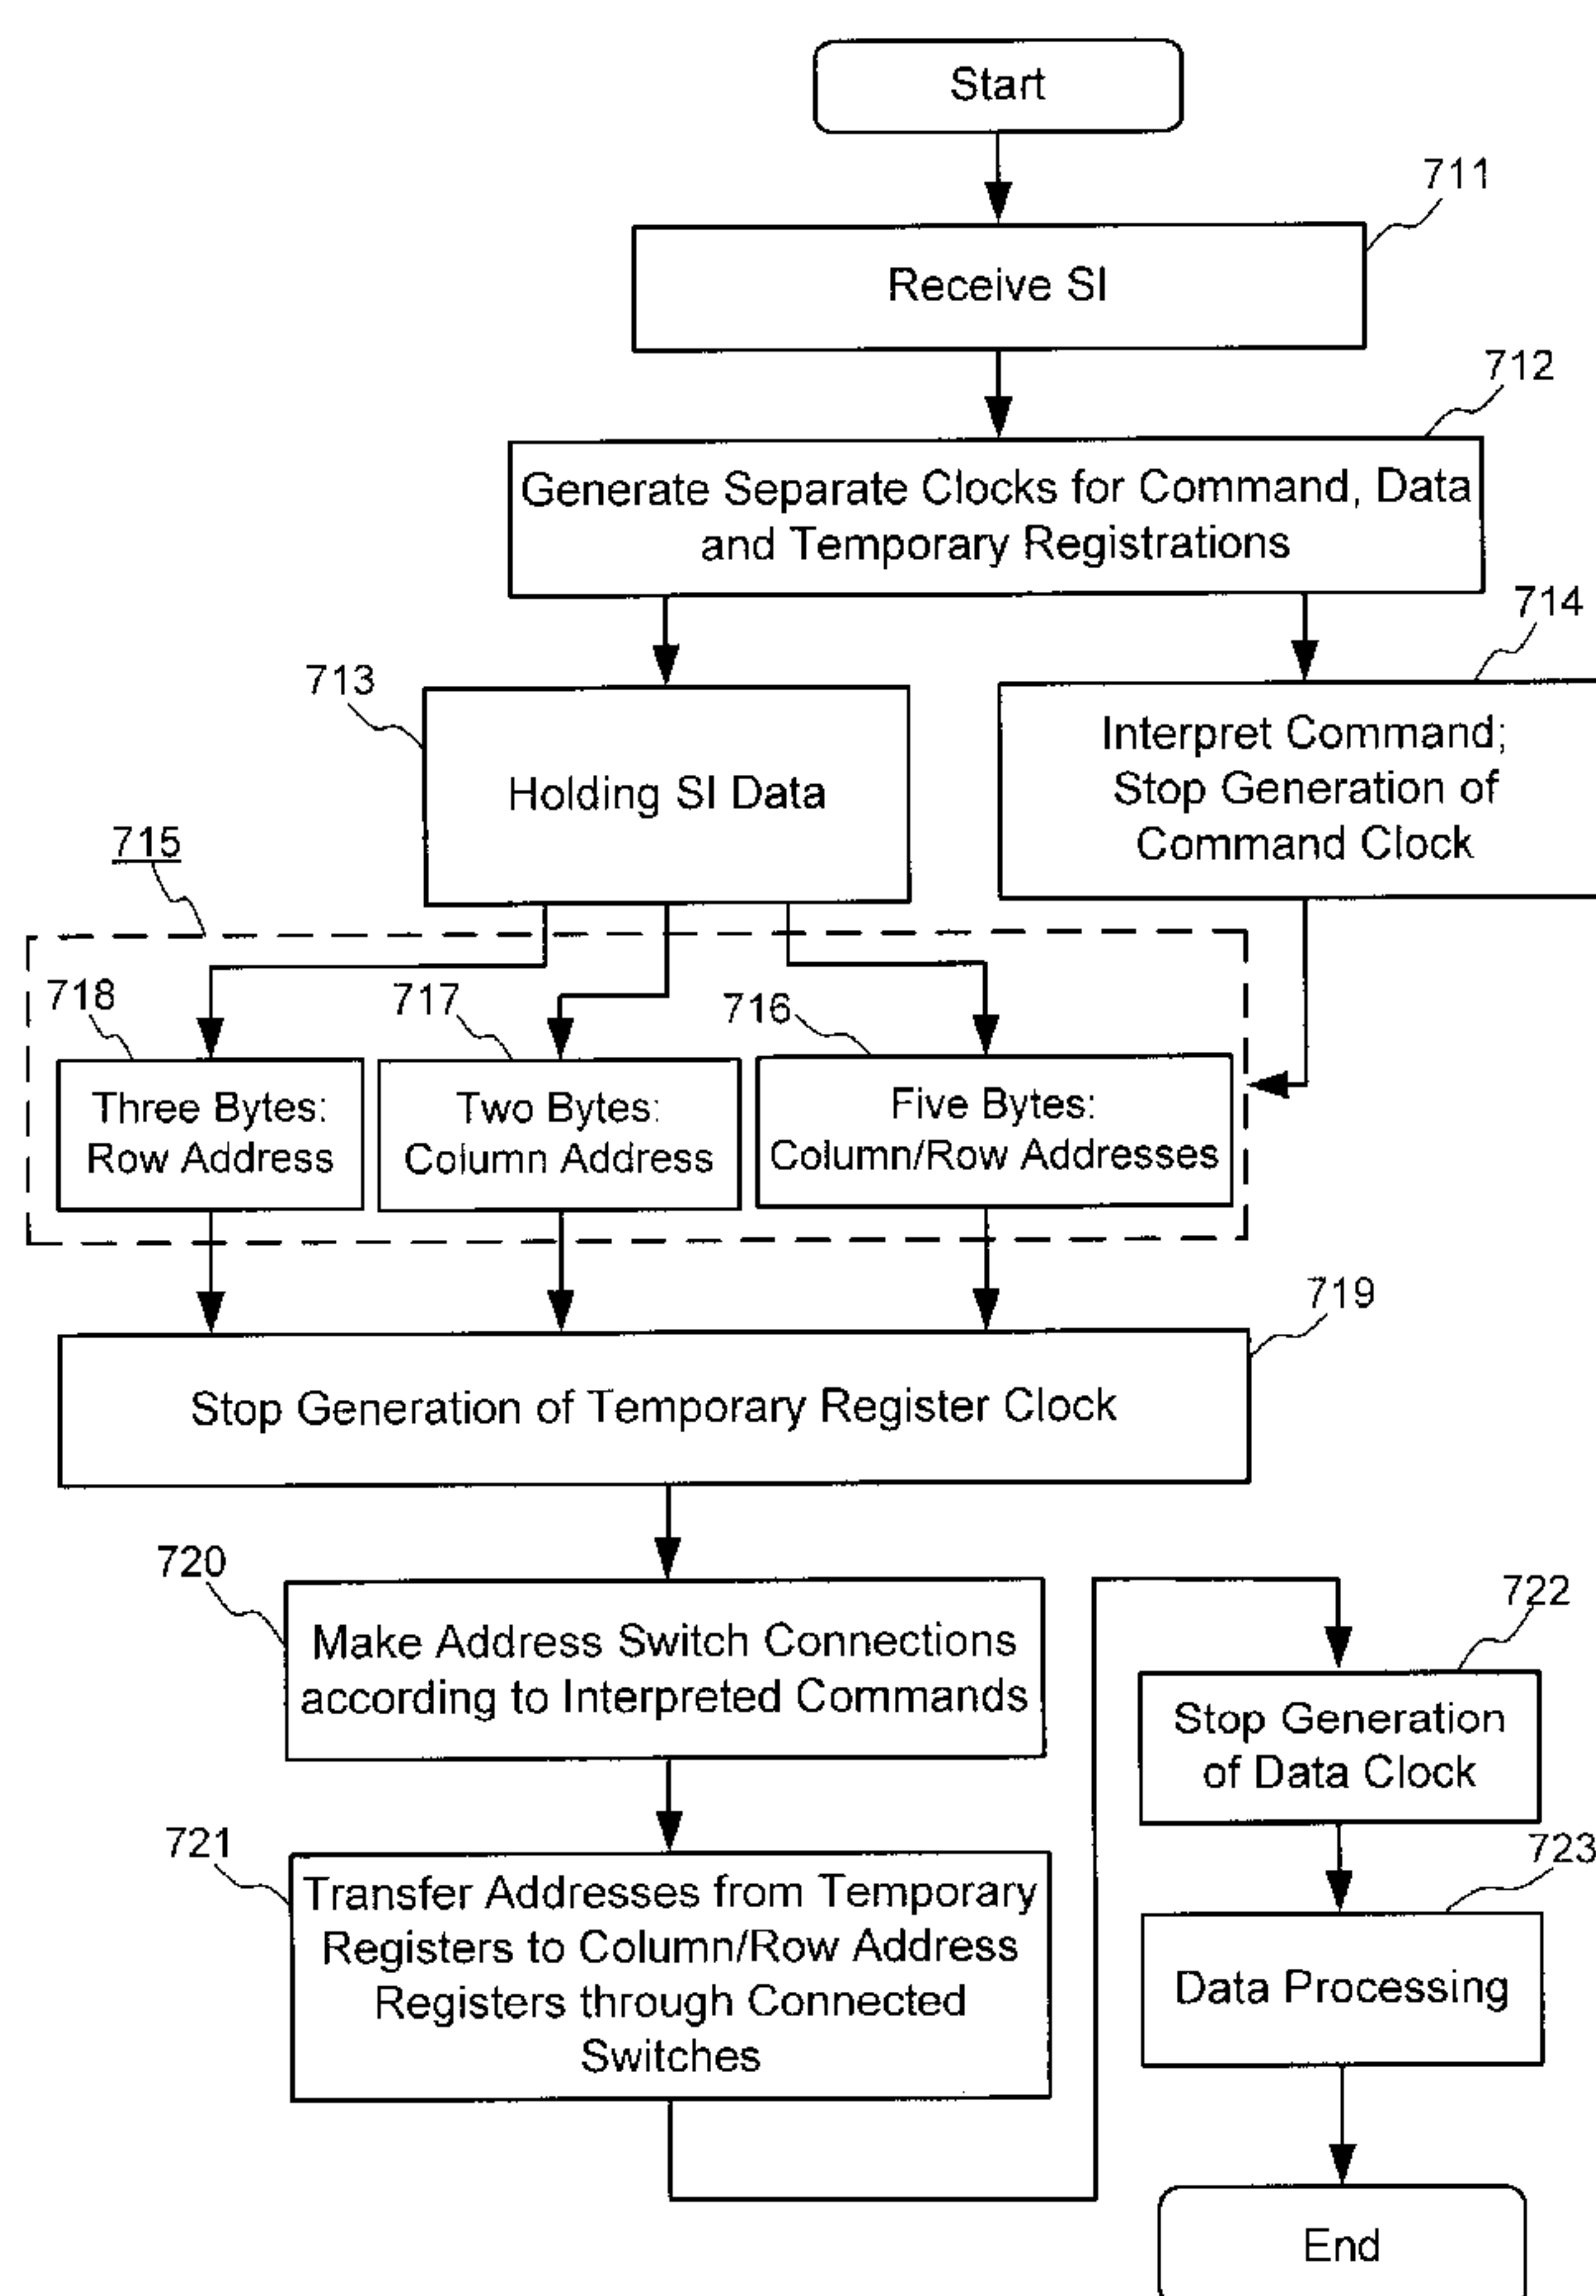 Start
711
Receive SI
712
Generate Separate Clocks for Command, Data
and Temporary Registrations
713
Holding SI Data
714
Interpret Command;
Stop Generation of
Command Clock
715
718
Three Bytes:
Row Address
717
Two Bytes:
Column Address
716
Five Bytes:
Column/Row Addresses
719
Stop Generation of Temporary Register Clock
720
Make Address Switch Connections
according to Interpreted Commands
721
Transfer Addresses from Temporary
Registers to Column/Row Address
Registers through Connected
Switches
722
Stop Generation
of Data Clock
723
Data Processing
End